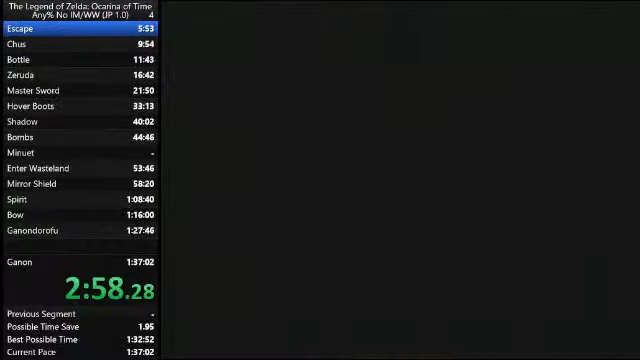 The Legend of Zelda: Ocarina of Time
Any% No IM/WW (JP 1.0) 4
Escape 5:53
Chus 9:54
Bottle 11:43
Zeruda 16:42
Master Sword 21:50
Hover Boots 33:13
Shadow 40:02
Bombs 44:46
Minuet -
Enter Wasteland 53:46
Mirror Shield 58:20
Spirit 1:08:40
Bow 1:16:00
Ganondorofu 1:27:46
Ganon 1:37:02
2:58.28
Previous Segment -
Possible Time Save 1.95
Best Possible Time 1:32:52
Current Pace 1:37:02